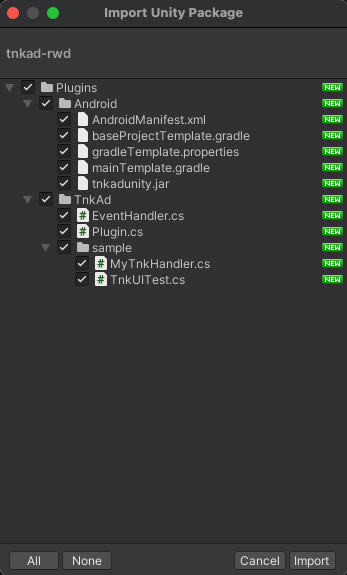 Import Unity Package
tnkad-rwd
Plugins NEW
Android NEW
AndroidManifest.xml NEW
baseProjectTemplate.gradle NEW
gradleTemplate.properties NEW
mainTemplate.gradle NEW
tnkadunity.jar NEW
TnkAd NEW
# EventHandler.cs NEW
# Plugin.cs NEW
sample NEW
# MyTnkHandler.cs NEW
# TnkUITest.cs NEW
All None Cancel Import